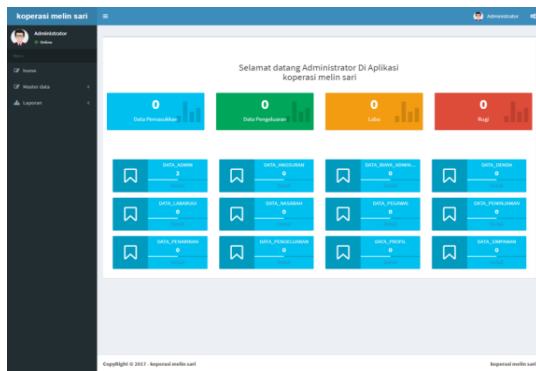 koperasi melin sari
Administrator
Administrator
Online
Home
Master data
Laporan
Selamat datang Administrator Di Aplikasi
koperasi melin sari
0
Data Pemasukkan
0
Data Pengeluaran
0
Laba
0
Rugi
DATA_ADMIN
2
DATA_ANGSURAN
0
DATA_BIAYA_ADMIN...
0
DATA_DENDA
0
DATA_LABARUGI
0
DATA_NASABAH
0
DATA_PEGAWAI
0
DATA_PEMINJAMAN
0
DATA_PENARIKAN
0
DATA_PENGELUARAN
0
DATA_PROFIL
0
DATA_SIMPANAN
0
CopyRight © 2017 - koperasi melin sari
koperasi melin sari